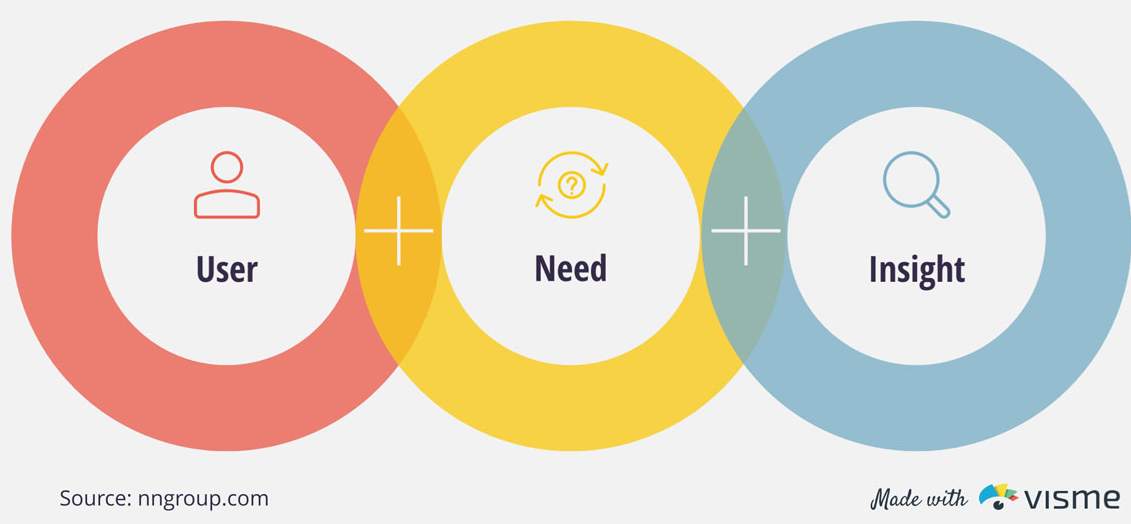 User
Need
Insight
?
Source: nngroup.com
Made with visme